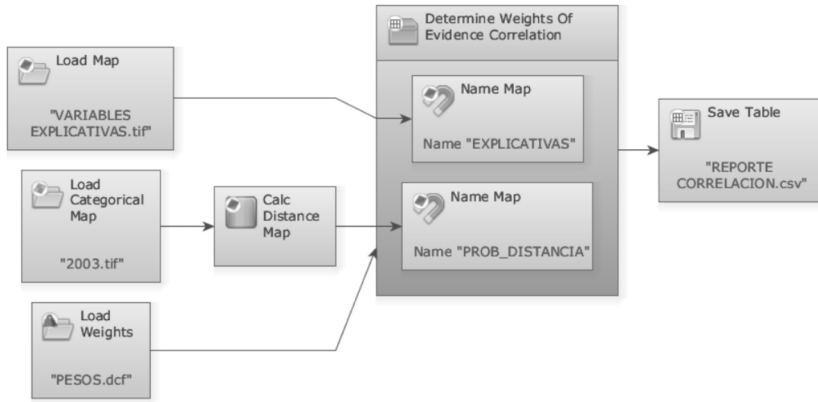 Determine Weights Of
Evidence Correlation
Load Map
"VARIABLES
EXPLICATIVAS.tif"
Name Map
Name "EXPLICATIVAS"
Save Table
"REPORTE
CORRELACION.csv"
Load
Categorical
Map
"2003.tif"
Calc
Distance
Map
Name Map
Name "PROB_DISTANCIA"
Load
Weights
"PESOS.dcf"